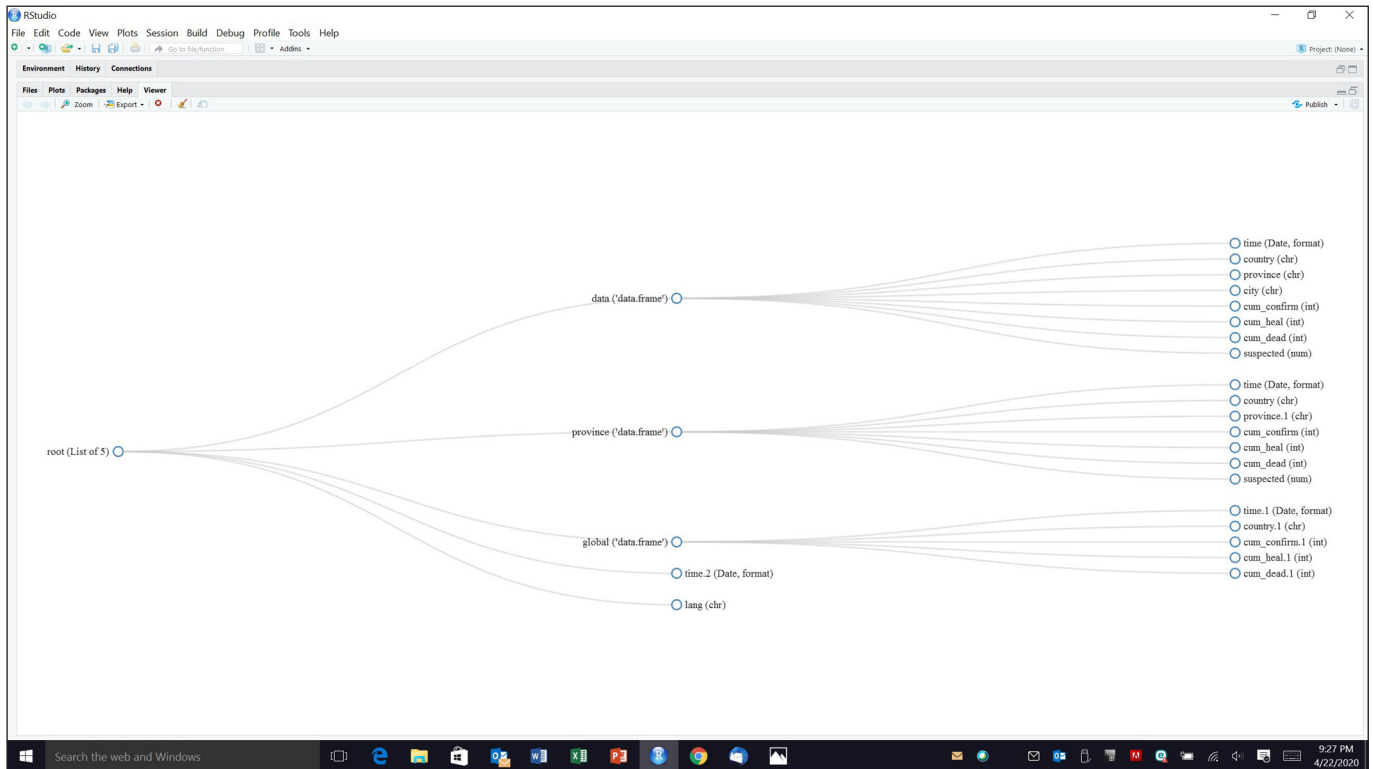 RStudio
File Edit Code View Plots Session Build Debug Profile Tools Help
Go to file/function Addins Project: (None)
Environment History Connections
Files Plots Packages Help Viewer
Zoom Export Publish
time (Date, format)
country (chr)
province (chr)
data ('data.frame')
city (chr)
cum_confirm (int)
cum_heal (int)
cum_dead (int)
suspected (num)
time (Date, format)
country (chr)
province.1 (chr)
province ('data.frame')
cum_confirm (int)
cum_heal (int)
cum_dead (int)
suspected (num)
root (List of 5)
time.1 (Date, format)
country.1 (chr)
global ('data.frame')
cum_confirm.1 (int)
cum_heal.1 (int)
cum_dead.1 (int)
time.2 (Date, format)
lang (chr)
Search the web and Windows
9:27 PM
4/22/2020